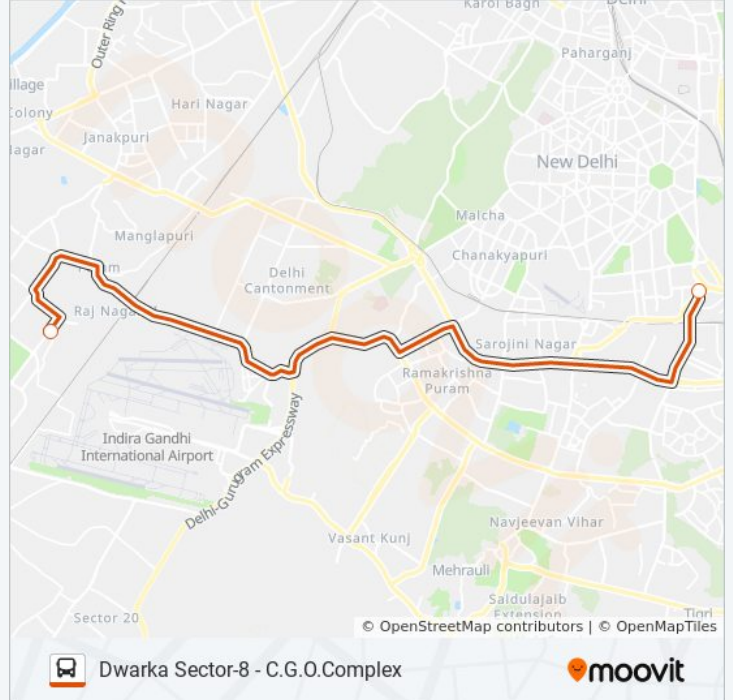 Karol Bagh
Delhi
Outer Ring R
Paharganj
illage
Hari Nagar
Colony
Janakpuri
lagar
New Delhi
Malcha
Manglapuri
Chanakyapuri
Delhi
Cantonment
Raj Naga
Sarojini Nagar
Ramakrishna
Puram
Indira Gandhi
International Airport
Delhi-Gurugram Expressway
Navjeevan Vihar
Vasant Kunj
Mehrauli
Saidulajaib
Extension
Sector 20
Tigri
© OpenStreetMap contributors | © OpenMapTiles
Dwarka Sector-8 - C.G.O.Complex
moovit